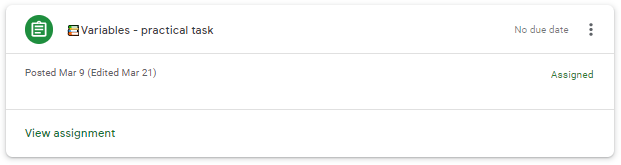 📚Variables - practical task
No due date
Posted Mar 9 (Edited Mar 21)
Assigned
View assignment